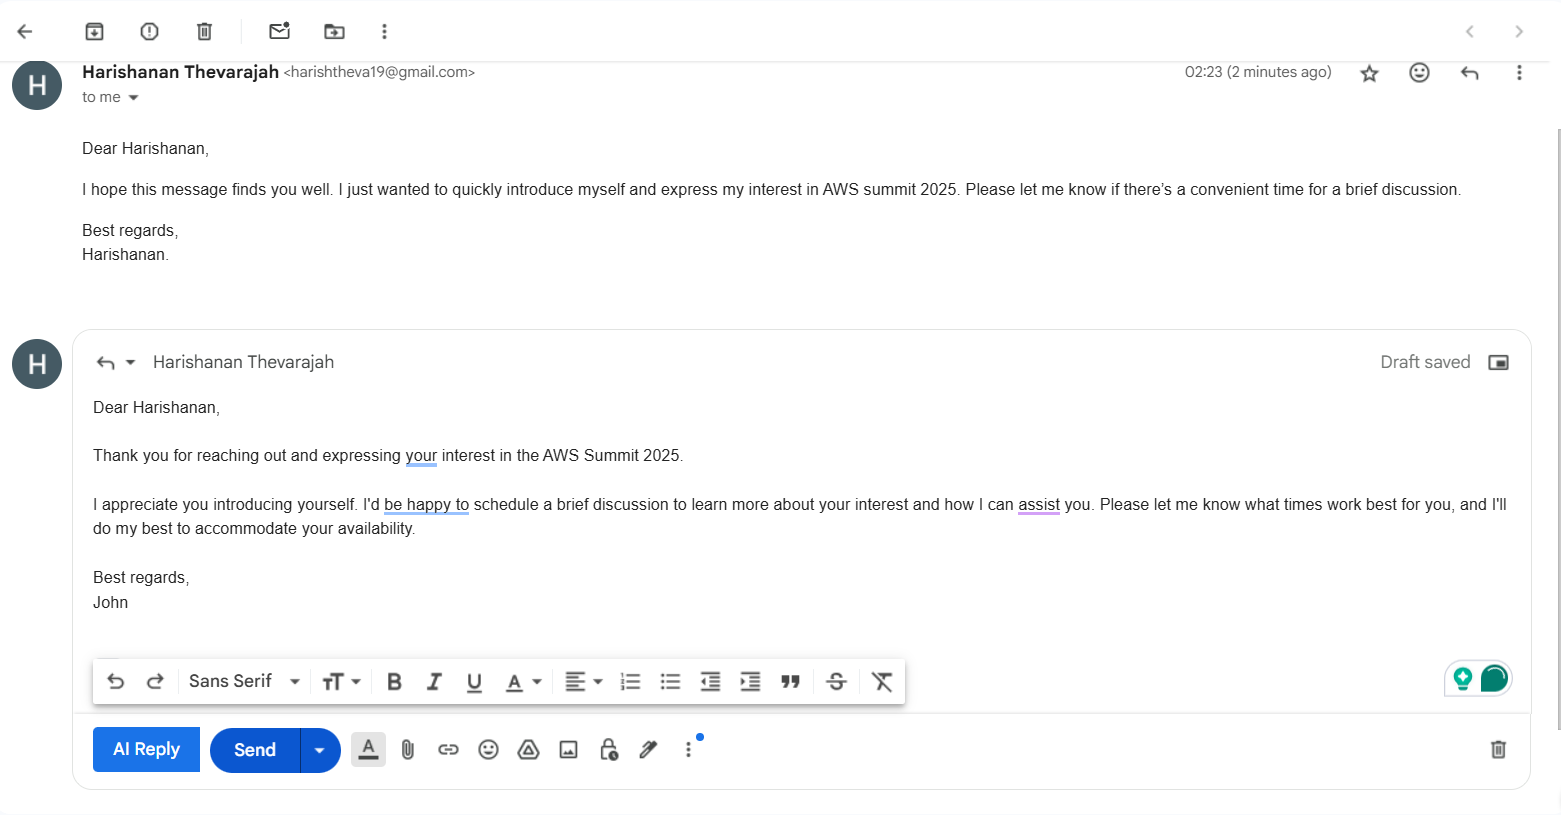 H
Harishanan Thevarajah <harishtheva19@gmail.com>
02:23 (2 minutes ago)
to me
Dear Harishanan,
I hope this message finds you well. I just wanted to quickly introduce myself and express my interest in AWS summit 2025. Please let me know if there's a convenient time for a brief discussion.
Best regards,
Harishanan.
H
Harishanan Thevarajah
Draft saved
Dear Harishanan,
Thank you for reaching out and expressing your interest in the AWS Summit 2025.
I appreciate you introducing yourself. I'd be happy to schedule a brief discussion to learn more about your interest and how I can assist you. Please let me know what times work best for you, and I'll
do my best to accommodate your availability.
Best regards,
John
Sans Serif
AI Reply
Send